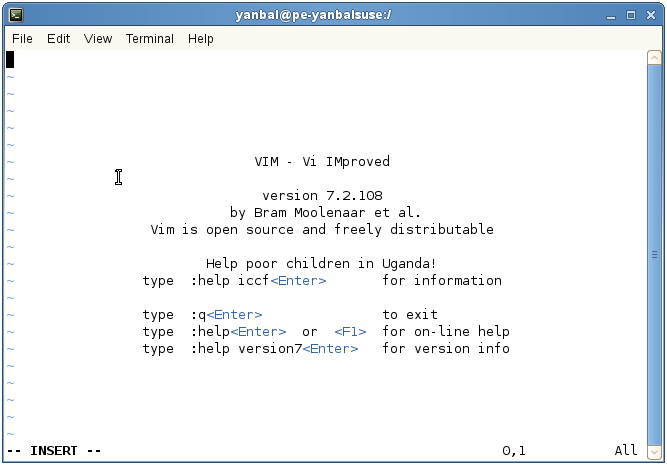 yanbal@pe-yanbalsuse:/
File Edit View Terminal Help
~
~
~
~
~
VIM - Vi IMproved
~
~
version 7.2.108
~
by Bram Moolenaar et al.
~
Vim is open source and freely distributable
~
~
Help poor children in Uganda!
~
type :help iccf<Enter> for information
~
~
type :q<Enter> to exit
~
type :help<Enter> or <F1> for on-line help
~
type :help version7<Enter> for version info
~
~
~
~
~
-- INSERT -- 0,1 All